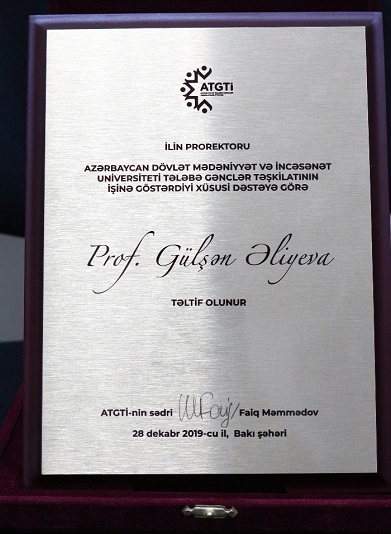 ATGTİ
İLİN PROREKTORU
AZƏRBAYCAN DÖVLƏT MƏDƏNİYYƏT VƏ İNCƏSƏNƏT
UNİVERSİTETİ TƏLƏBƏ GƏNCLƏR TƏŞKİLATININ
İŞİNƏ GÖSTƏRDİYİ XÜSUSİ DƏSTƏYƏ GÖRƏ
Prof. Gülşən Əliyeva
TƏLTİF OLUNUR
ATGTİ-nin sədri Faiq Məmmədov
28 dekabr 2019-cu il, Bakı şəhəri